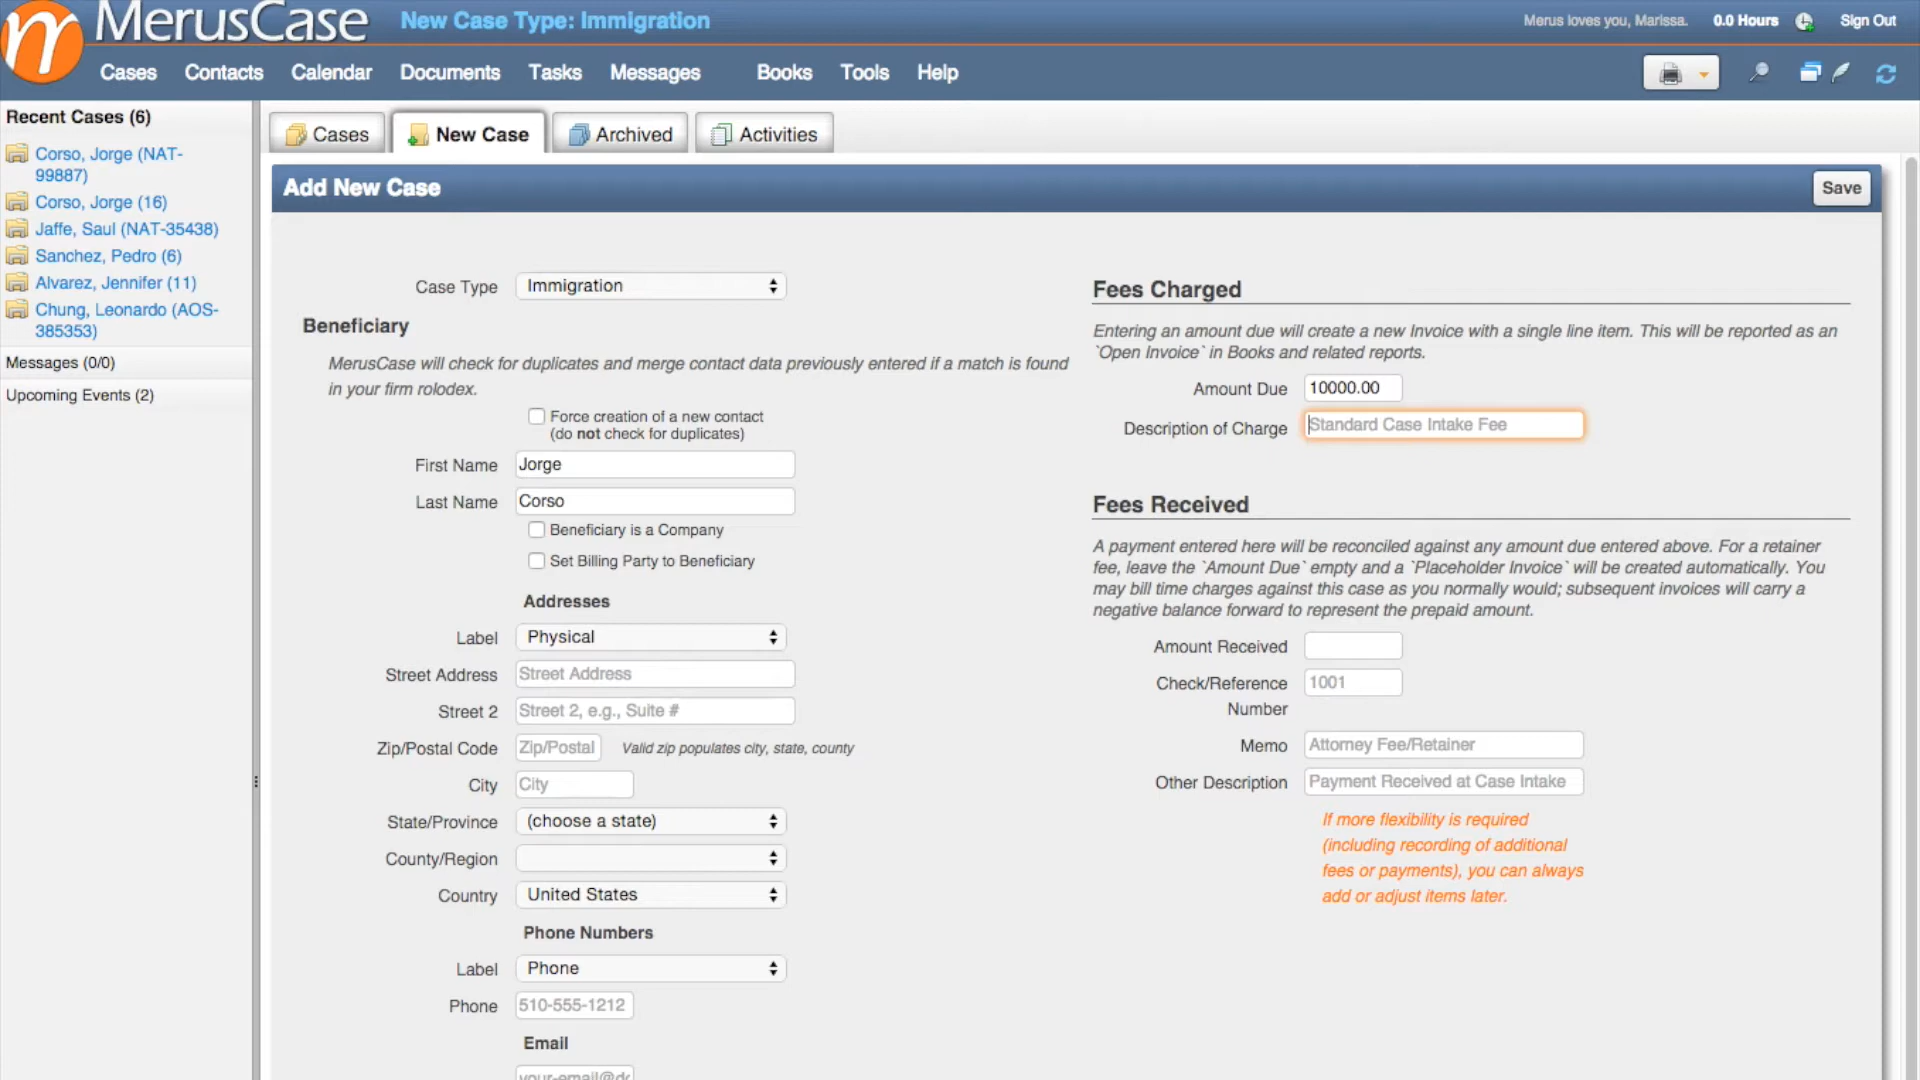 MerusCase
New Case Type: Immigration
Merus loves you, Marissa.
0.0 Hours
Sign Out
Cases
Contacts
Calendar
Documents
Tasks
Messages
Books
Tools
Help
Recent Cases (6)
Corso, Jorge (NAT-
99887)
Corso, Jorge (16)
Jaffe, Saul (NAT-35438)
Sanchez, Pedro (6)
Alvarez, Jennifer (11)
Chung, Leonardo (AOS-
385353)
Messages (0/0)
Upcoming Events (2)
Cases
New Case
Archived
Activities
Add New Case
Save
Case Type
Immigration
Beneficiary
MerusCase will check for duplicates and merge contact data previously entered if a match is found
in your firm rolodex.
Force creation of a new contact
(do not check for duplicates)
First Name
Jorge
Last Name
Corso
Beneficiary is a Company
Set Billing Party to Beneficiary
Addresses
Label
Physical
Street Address
Street Address
Street 2
Street 2, e.g., Suite #
Zip/Postal Code
Zip/Postal
Valid zip populates city, state, county
City
City
State/Province
(choose a state)
County/Region
Country
United States
Phone Numbers
Label
Phone
Phone
510-555-1212
Email
your-email@do
Fees Charged
Entering an amount due will create a new Invoice with a single line item. This will be reported as an
`Open Invoice` in Books and related reports.
Amount Due
10000.00
Description of Charge
Standard Case Intake Fee
Fees Received
A payment entered here will be reconciled against any amount due entered above. For a retainer
fee, leave the `Amount Due` empty and a `Placeholder Invoice` will be created automatically. You
may bill time charges against this case as you normally would; subsequent invoices will carry a
negative balance forward to represent the prepaid amount.
Amount Received
Check/Reference
Number
1001
Memo
Attorney Fee/Retainer
Other Description
Payment Received at Case Intake
If more flexibility is required
(including recording of additional
fees or payments), you can always
add or adjust items later.